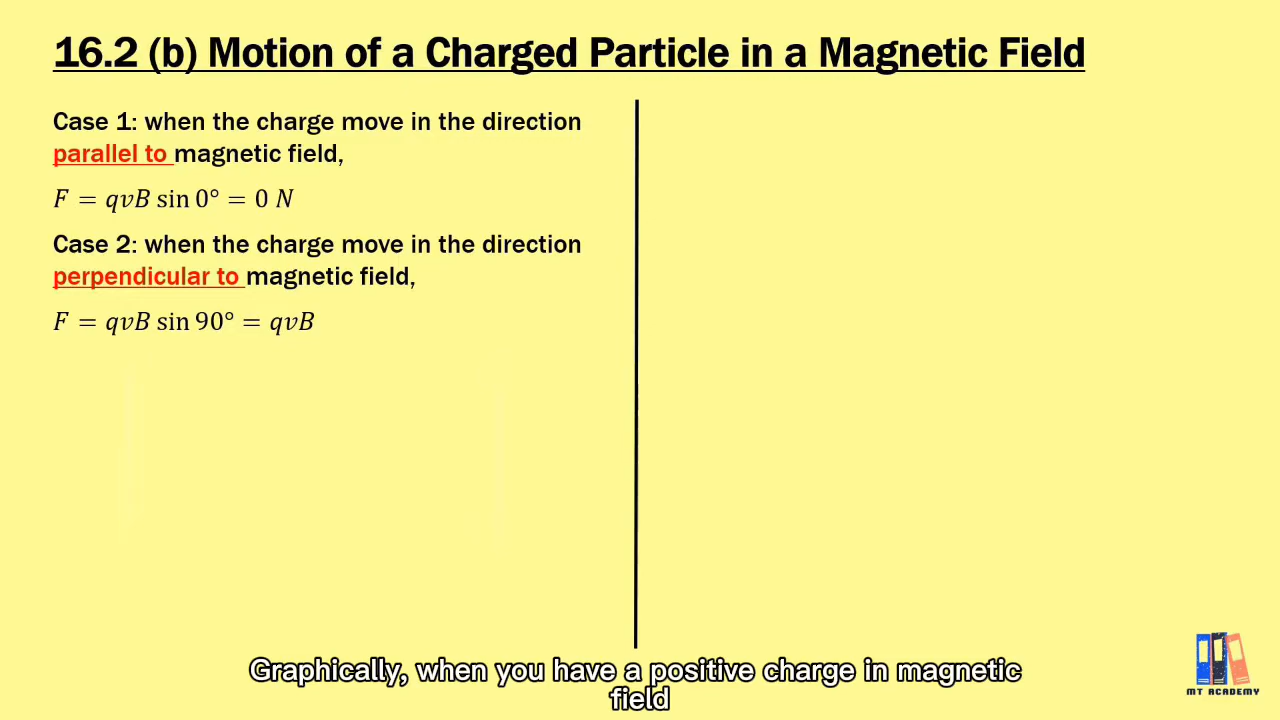 16.2 (b) Motion of a Charged Particle in a Magnetic Field
Case 1: when the charge move in the direction
parallel to magnetic field,
F = qvB sin 0° = 0 N
Case 2: when the charge move in the direction
perpendicular to magnetic field,
F = qvB sin 90° = qvB
Graphically, when you have a positive charge in magnetic
field
MT ACADEMY